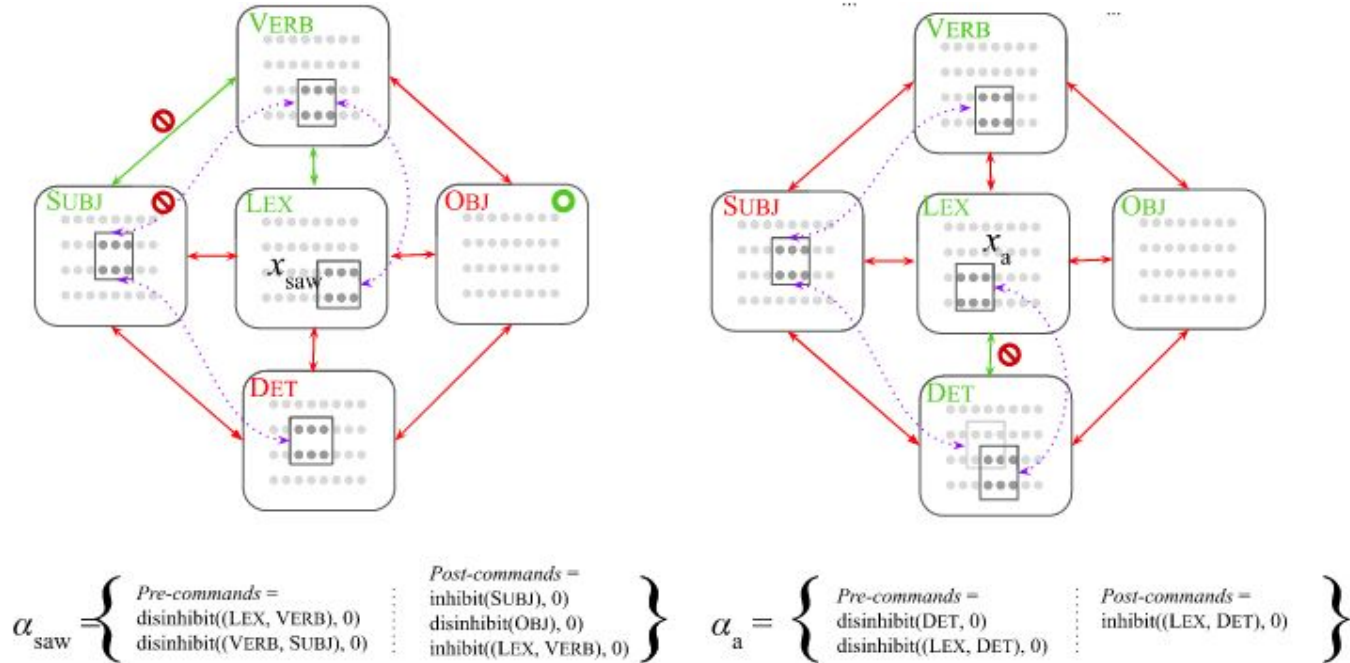 ... ...
VERB VERB
SUBJ LEX OBJ SUBJ LEX OBJ
x_saw x_a
DET DET
α_saw = { Pre-commands = ⋮ Post-commands = } α_a = { Pre-commands = ⋮ Post-commands = }
disinhibit((LEX, VERB), 0) inhibit(SUBJ), 0) disinhibit(DET, 0) inhibit((LEX, DET), 0)
disinhibit((VERB, SUBJ), 0) disinhibit(OBJ), 0) disinhibit((LEX, DET), 0)
inhibit((LEX, VERB), 0)